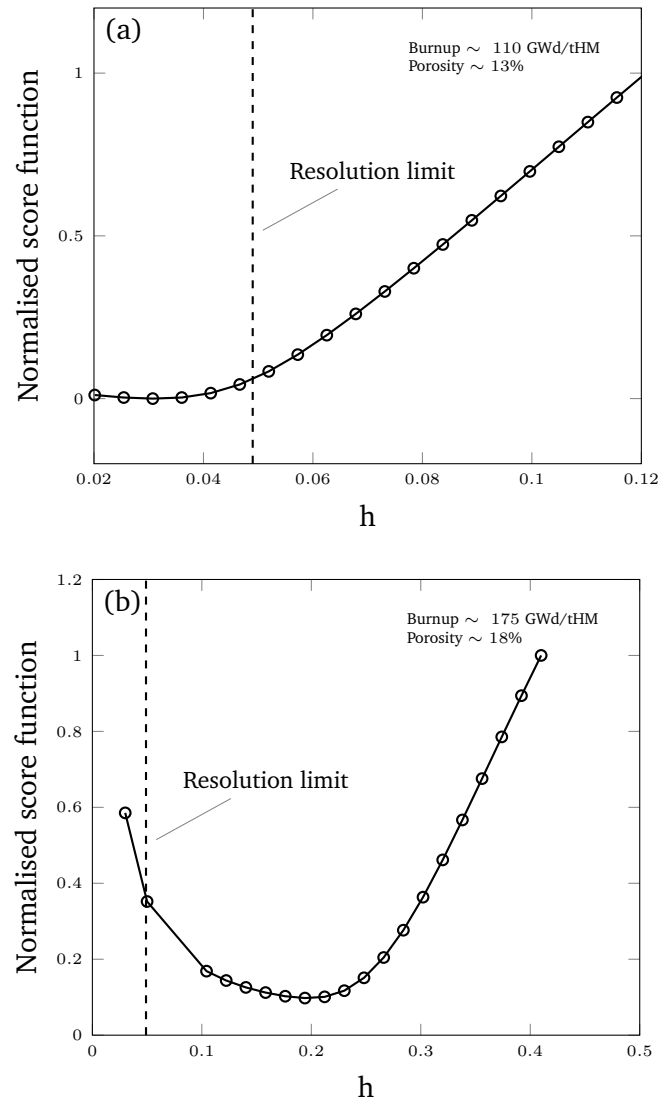 (a)
Burnup ∼ 110 GWd/tHM
Porosity ∼ 13%
Resolution limit
Normalised score function
1
0.5
0
0.02
0.04
0.06
0.08
0.1
0.12
h
(b)
Burnup ∼ 175 GWd/tHM
Porosity ∼ 18%
Resolution limit
Normalised score function
1.2
1
0.8
0.6
0.4
0.2
0
0
0.1
0.2
0.3
0.4
0.5
h